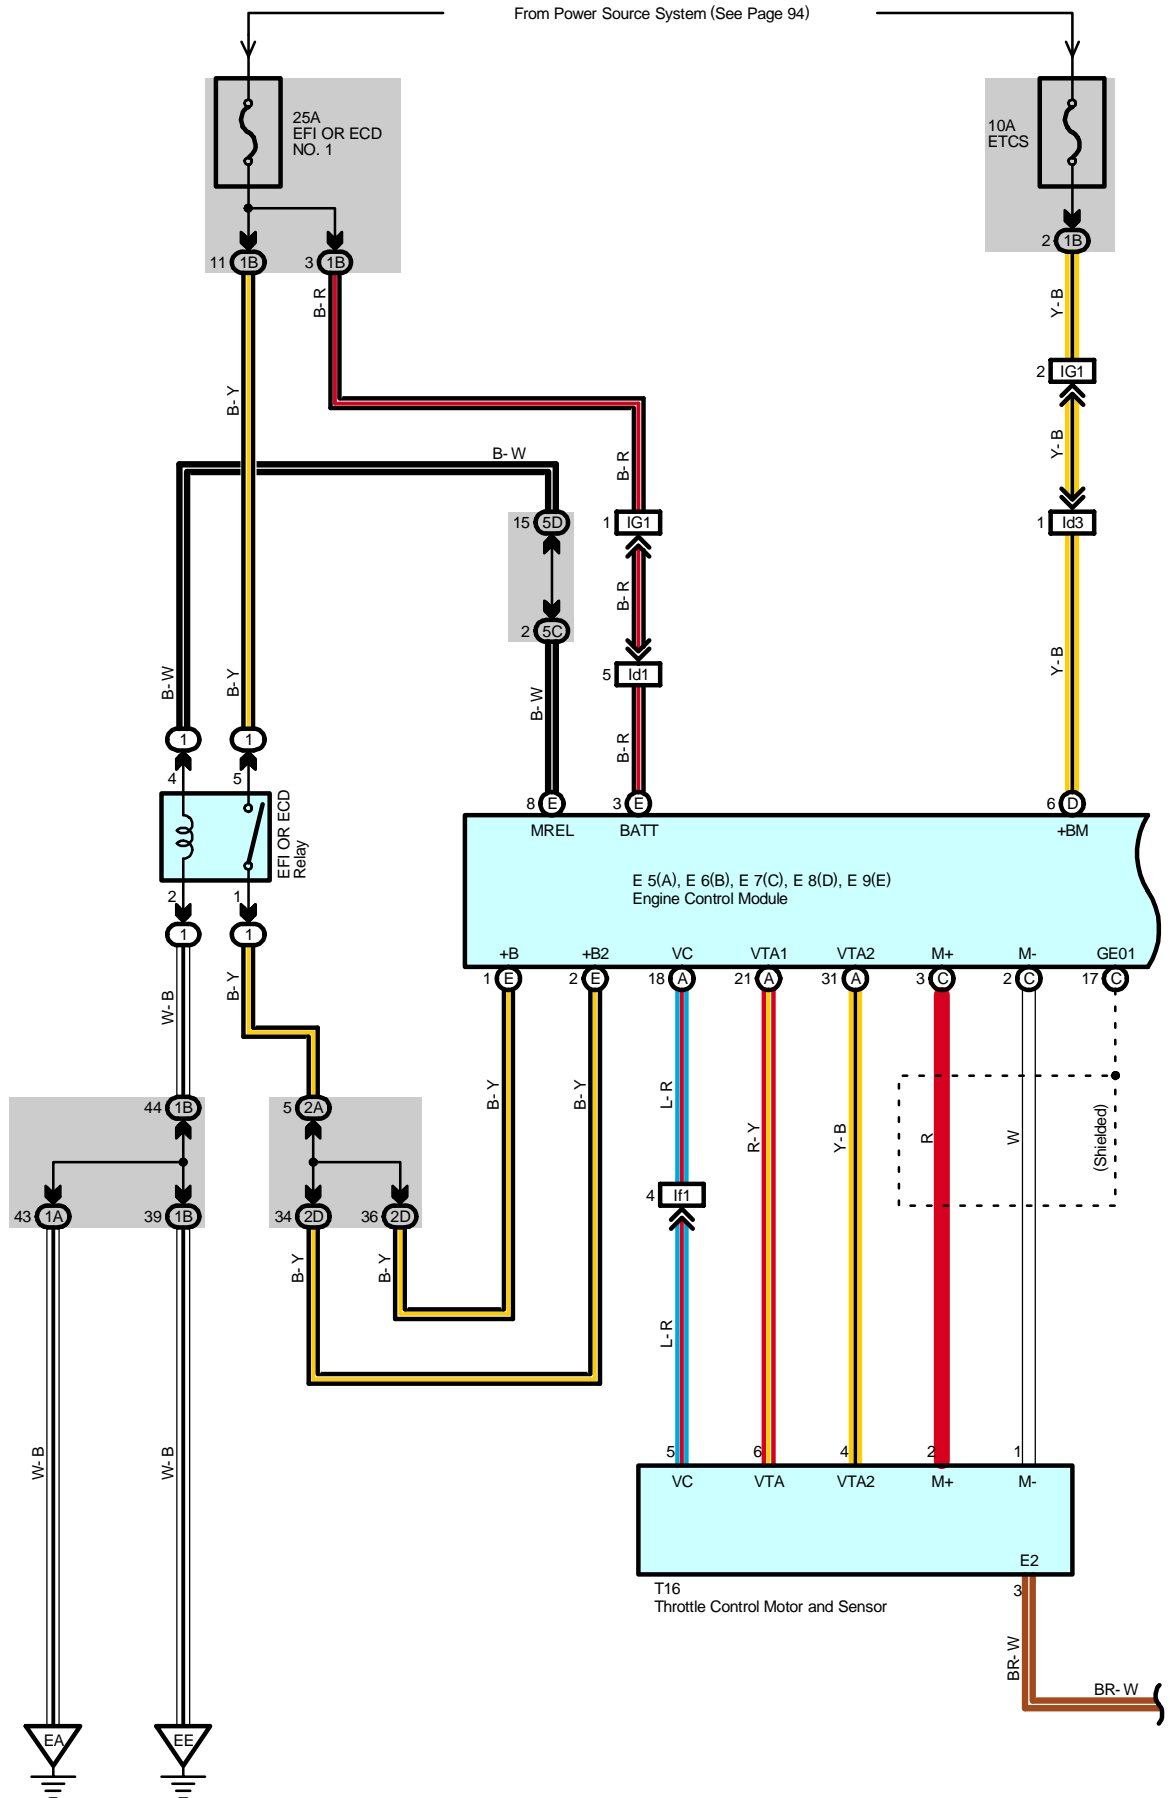 From Power Source System (See Page 94)
25A
EFI OR ECD
NO. 1
10A
ETCS
11 1B
3 1B
2 1B
B- R
Y- B
2 IG1
B- Y
Y- B
B- W
B- R
15 5D
1 IG1
1 Id3
B- R
2 5C
5 Id1
B- W
B- Y
B- W
Y- B
B- R
1
1
4
5
8 E
3 E
6 D
MREL
BATT
+BM
EFI OR ECD
Relay
E 5(A), E 6(B), E 7(C), E 8(D), E 9(E)
Engine Control Module
2
1
1
1
+B
+B2
VC
VTA1
VTA2
M+
M-
GE01
1 E
2 E
18 A
21 A
31 A
3 C
2 C
17 C
W- B
B- Y
B- Y
B- Y
L- R
R- Y
Y- B
R
W
(Shielded)
44 1B
5 2A
4 If1
43 1A
39 1B
34 2D
36 2D
B- Y
B- Y
L- R
W- B
W- B
5
6
4
2
1
VC
VTA
VTA2
M+
M-
E2
T16
Throttle Control Motor and Sensor
3
BR- W
BR- W
EA
EE